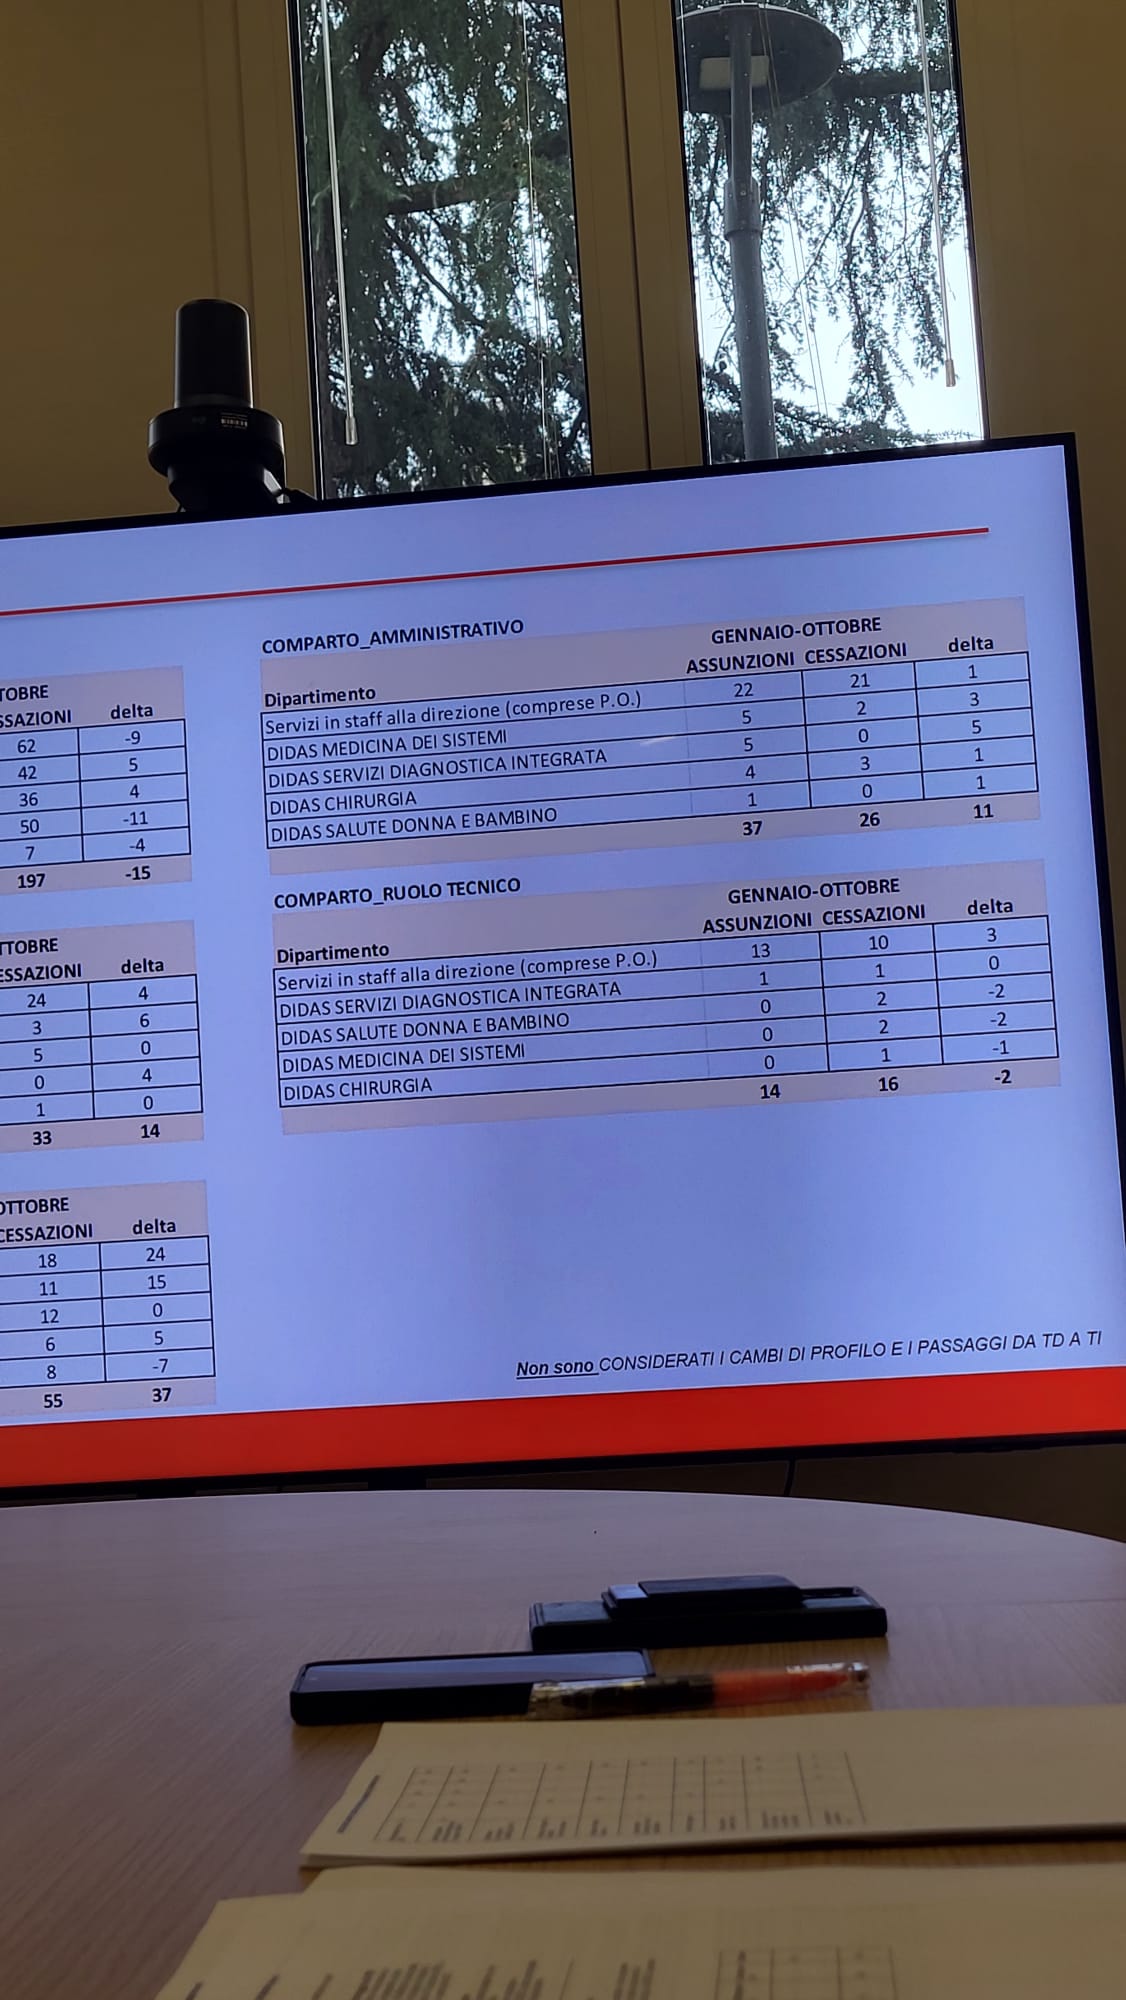 TOBRE
SSAZIONI delta
62 -9
42 5
36 4
50 -11
7 -4
197 -15
TTOBRE
ESSAZIONI delta
24 4
3 6
5 0
0 4
1 0
33 14
OTTOBRE
CESSAZIONI delta
18 24
11 15
12 0
6 5
8 -7
55 37
COMPARTO_AMMINISTRATIVO
GENNAIO-OTTOBRE
Dipartimento ASSUNZIONI CESSAZIONI delta
Servizi in staff alla direzione (comprese P.O.) 22 21 1
DIDAS MEDICINA DEI SISTEMI 5 2 3
DIDAS SERVIZI DIAGNOSTICA INTEGRATA 5 0 5
DIDAS CHIRURGIA 4 3 1
DIDAS SALUTE DONNA E BAMBINO 1 0 1
37 26 11
COMPARTO_RUOLO TECNICO
GENNAIO-OTTOBRE
Dipartimento ASSUNZIONI CESSAZIONI delta
Servizi in staff alla direzione (comprese P.O.) 13 10 3
DIDAS SERVIZI DIAGNOSTICA INTEGRATA 1 1 0
DIDAS SALUTE DONNA E BAMBINO 0 2 -2
DIDAS MEDICINA DEI SISTEMI 0 2 -2
DIDAS CHIRURGIA 0 1 -1
14 16 -2
Non sono CONSIDERATI I CAMBI DI PROFILO E I PASSAGGI DA TD A TI